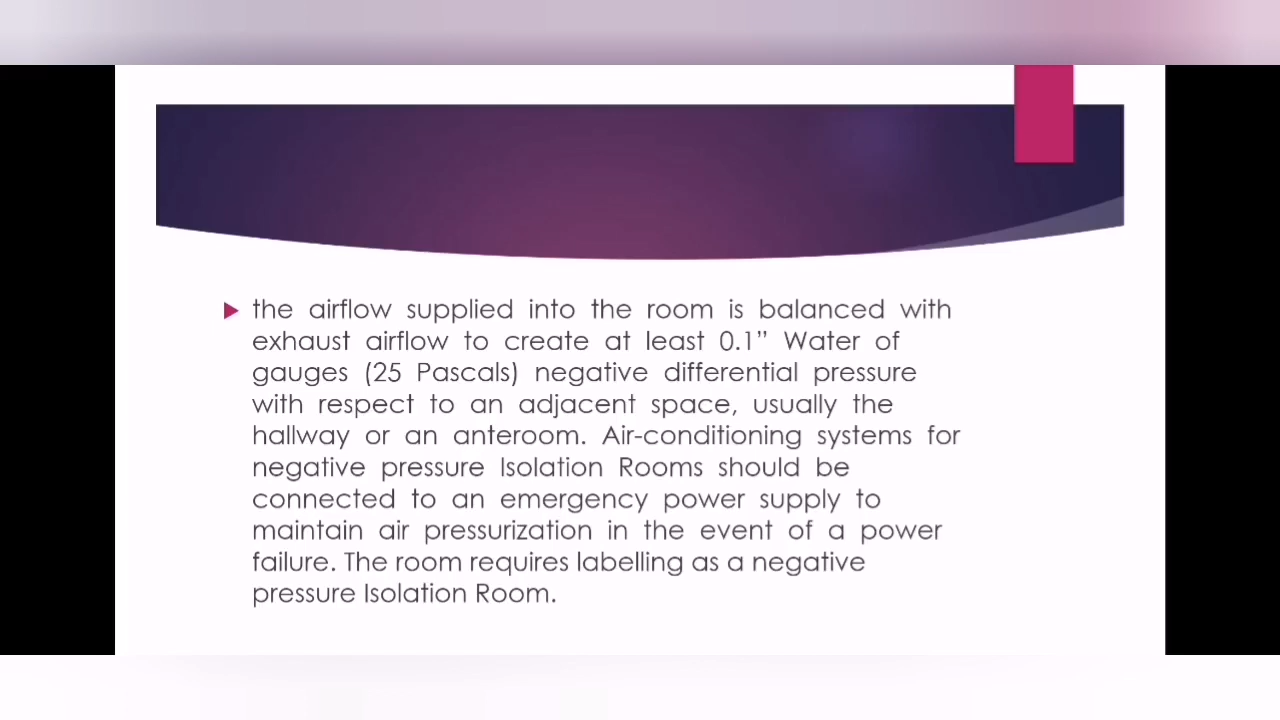 the airflow supplied into the room is balanced with
exhaust airflow to create at least 0.1” Water of
gauges (25 Pascals) negative differential pressure
with respect to an adjacent space, usually the
hallway or an anteroom. Air-conditioning systems for
negative pressure Isolation Rooms should be
connected to an emergency power supply to
maintain air pressurization in the event of a power
failure. The room requires labelling as a negative
pressure Isolation Room.